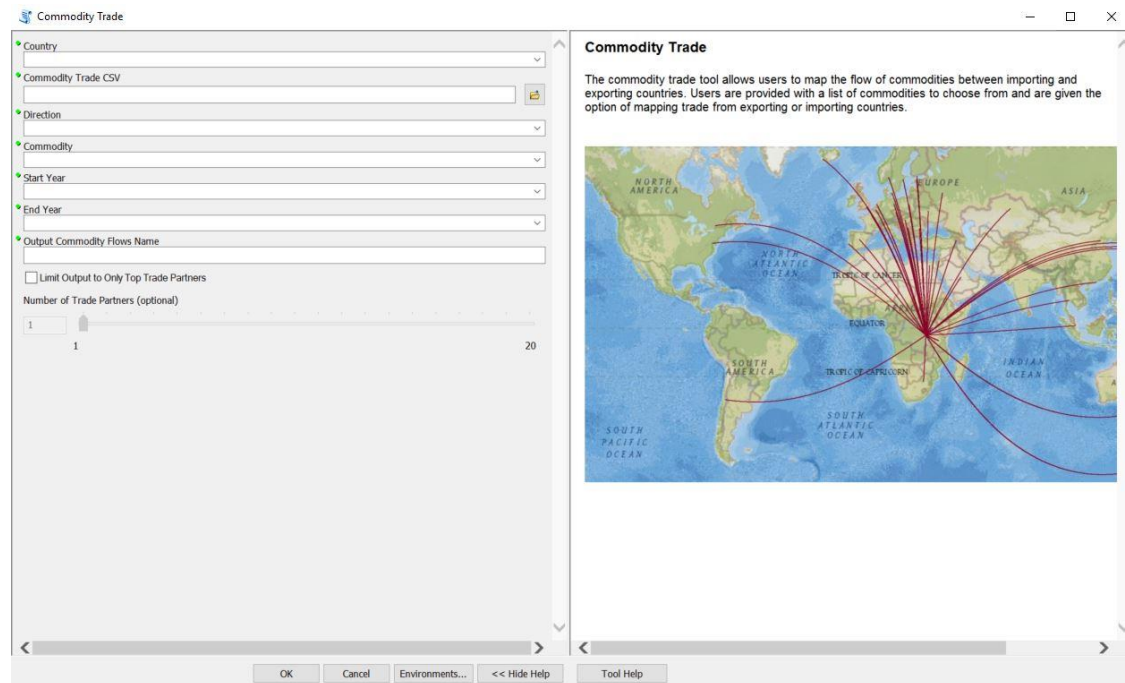 Commodity Trade
Country
Commodity Trade CSV
Direction
Commodity
Start Year
End Year
Output Commodity Flows Name
Limit Output to Only Top Trade Partners
Number of Trade Partners (optional)
1
1
20
Commodity Trade
The commodity trade tool allows users to map the flow of commodities between importing and
exporting countries. Users are provided with a list of commodities to choose from and are given the
option of mapping trade from exporting or importing countries.
NORTH
AMERICA
EUROPE
ASIA
NORTH
ATLANTIC
OCEAN
TROPIC OF CANCER
EQUATOR
SOUTH
AMERICA
TROPIC OF CAPRICORN
INDIAN
OCEAN
SOUTH
ATLANTIC
OCEAN
SOUTH
PACIFIC
OCEAN
OK
Cancel
Environments...
<< Hide Help
Tool Help